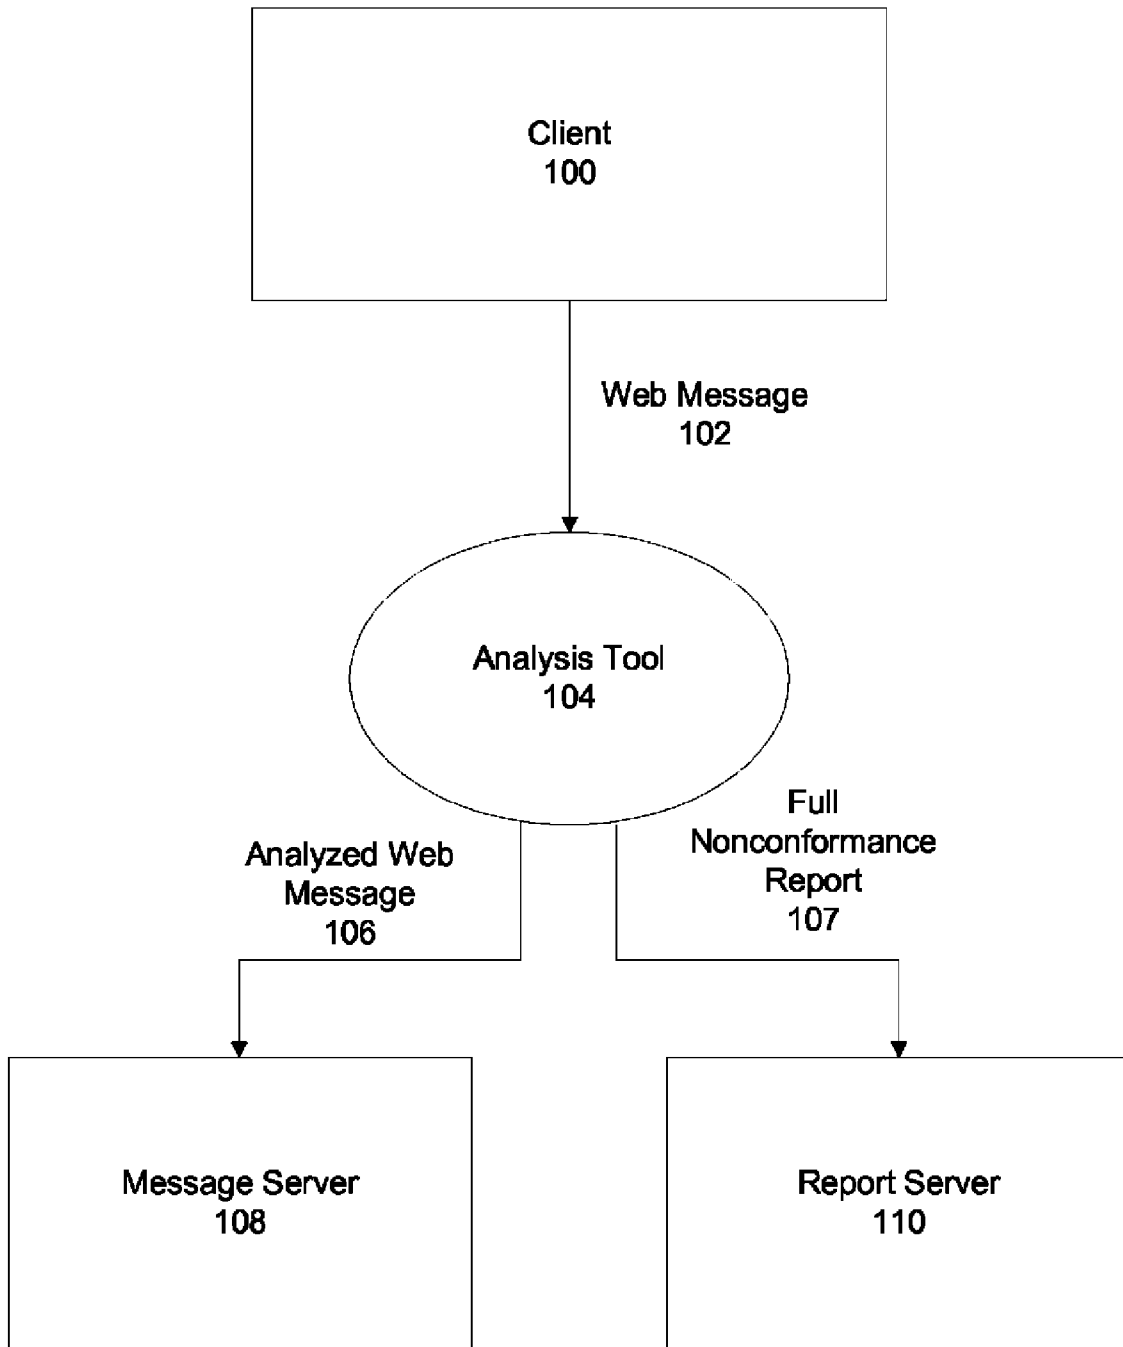 Client
100
Web Message
102
Analysis Tool
104
Full
Nonconformance
Report
107
Analyzed Web
Message
106
Message Server
108
Report Server
110